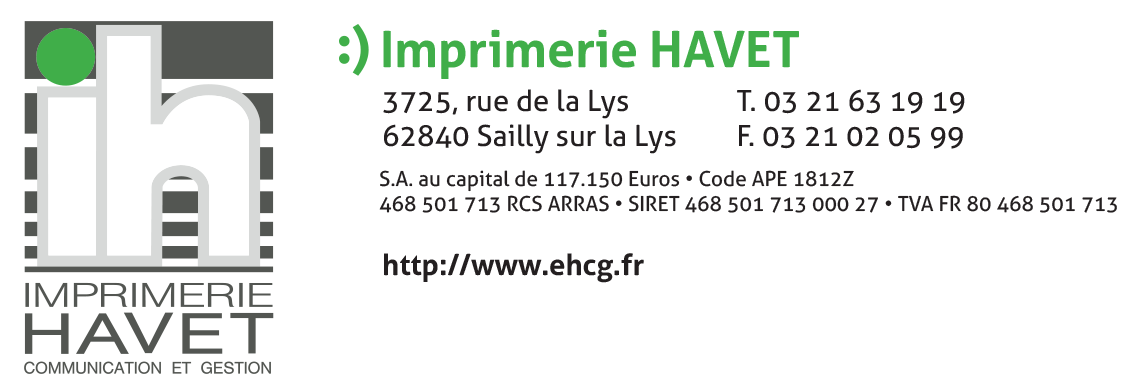 ih
IMPRIMERIE
HAVET
COMMUNICATION ET GESTION
:) Imprimerie HAVET
3725, rue de la Lys
62840 Sailly sur la Lys
T. 03 21 63 19 19
F. 03 21 02 05 99
S.A. au capital de 117.150 Euros • Code APE 1812Z
468 501 713 RCS ARRAS • SIRET 468 501 713 000 27 • TVA FR 80 468 501 713
http://www.ehcg.fr